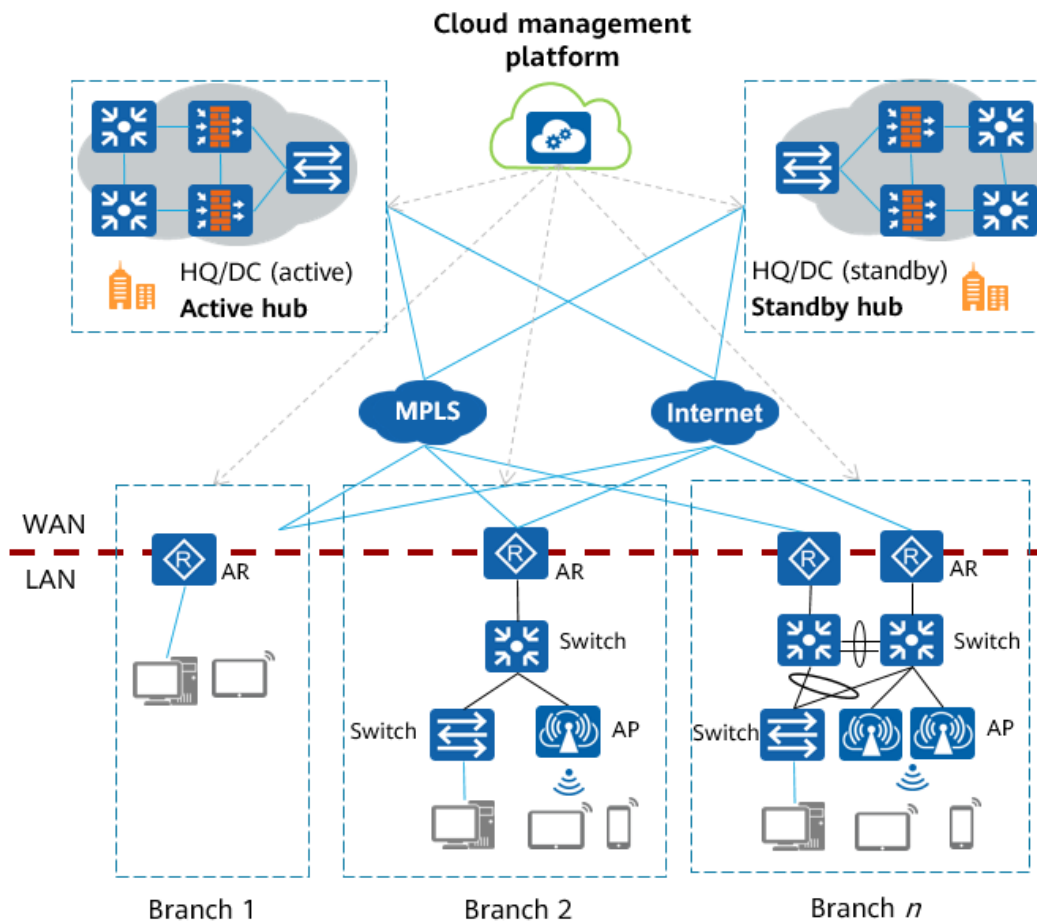 Cloud management
platform
HQ/DC (active)
Active hub
HQ/DC (standby)
Standby hub
MPLS
Internet
WAN
LAN
R
AR
R
AR
R
R
AR
Switch
Switch
Switch
AP
Switch
AP
Branch 1
Branch 2
Branch n